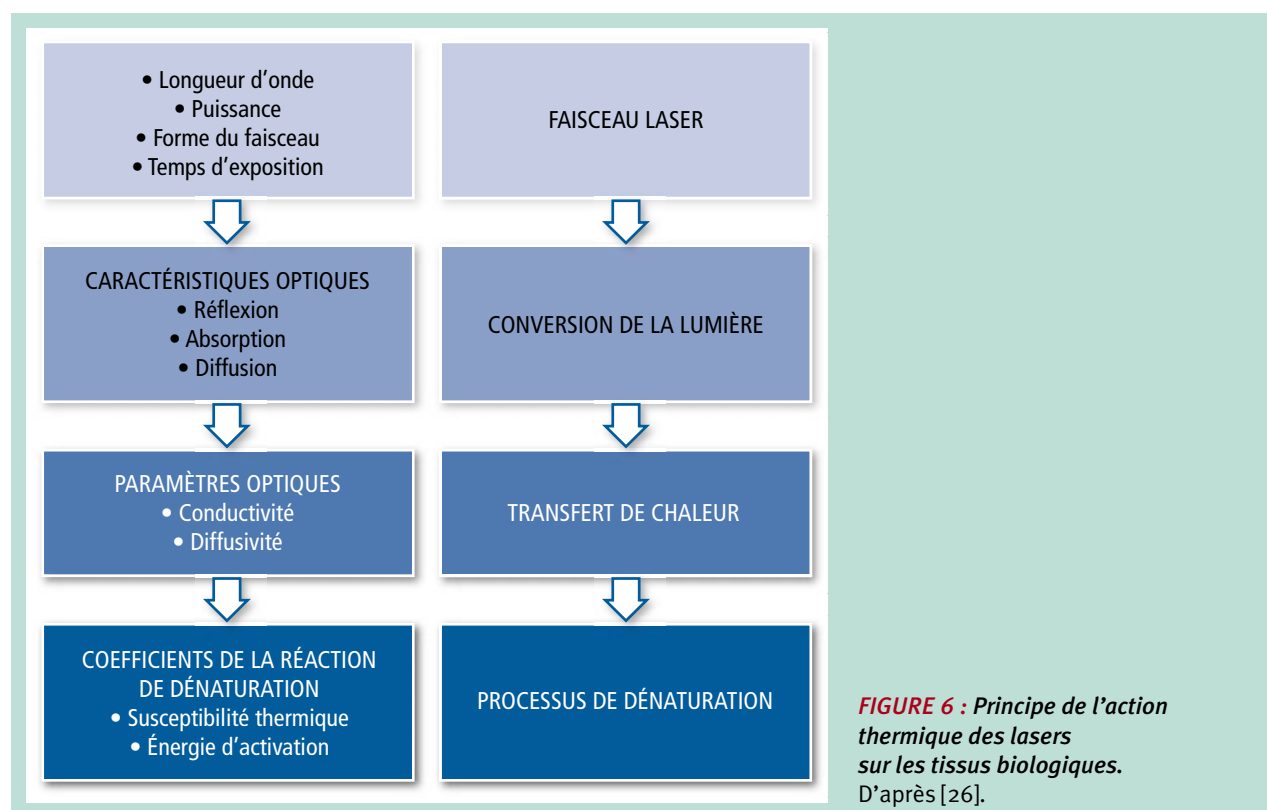 • Longueur d'onde
• Puissance
• Forme du faisceau
• Temps d'exposition
FAISCEAU LASER
CARACTÉRISTIQUES OPTIQUES
• Réflexion
• Absorption
• Diffusion
CONVERSION DE LA LUMIÈRE
PARAMÈTRES OPTIQUES
• Conductivité
• Diffusivité
TRANSFERT DE CHALEUR
COEFFICIENTS DE LA RÉACTION
DE DÉNATURATION
• Susceptibilité thermique
• Énergie d'activation
PROCESSUS DE DÉNATURATION
FIGURE 6 : Principe de l'action
thermique des lasers
sur les tissus biologiques.
D'après [26].